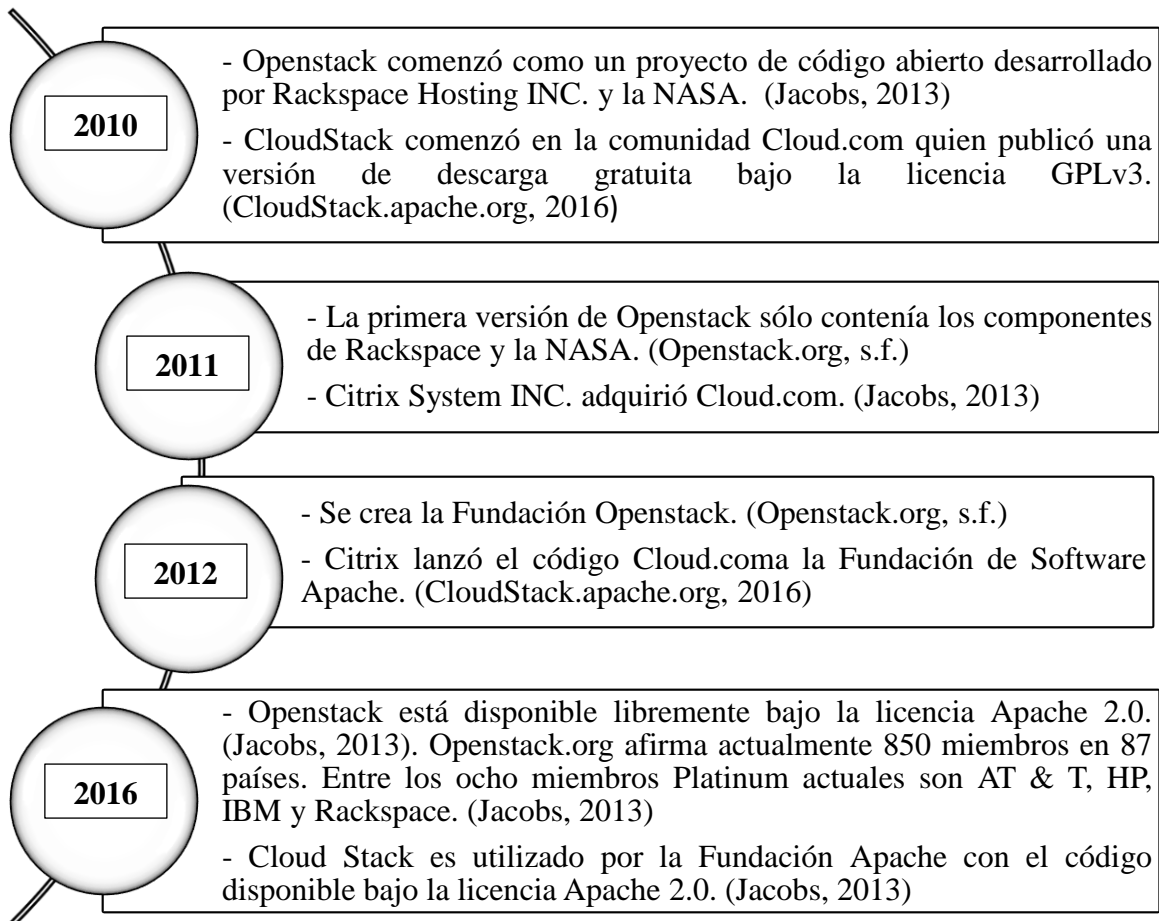 2010
- Openstack comenzó como un proyecto de código abierto desarrollado
por Rackspace Hosting INC. y la NASA. (Jacobs, 2013)
- CloudStack comenzó en la comunidad Cloud.com quien publicó una
versión de descarga gratuita bajo la licencia GPLv3.
(CloudStack.apache.org, 2016)
2011
- La primera versión de Openstack sólo contenía los componentes
de Rackspace y la NASA. (Openstack.org, s.f.)
- Citrix System INC. adquirió Cloud.com. (Jacobs, 2013)
2012
- Se crea la Fundación Openstack. (Openstack.org, s.f.)
- Citrix lanzó el código Cloud.coma la Fundación de Software
Apache. (CloudStack.apache.org, 2016)
2016
- Openstack está disponible libremente bajo la licencia Apache 2.0.
(Jacobs, 2013). Openstack.org afirma actualmente 850 miembros en 87
países. Entre los ocho miembros Platinum actuales son AT & T, HP,
IBM y Rackspace. (Jacobs, 2013)
- Cloud Stack es utilizado por la Fundación Apache con el código
disponible bajo la licencia Apache 2.0. (Jacobs, 2013)